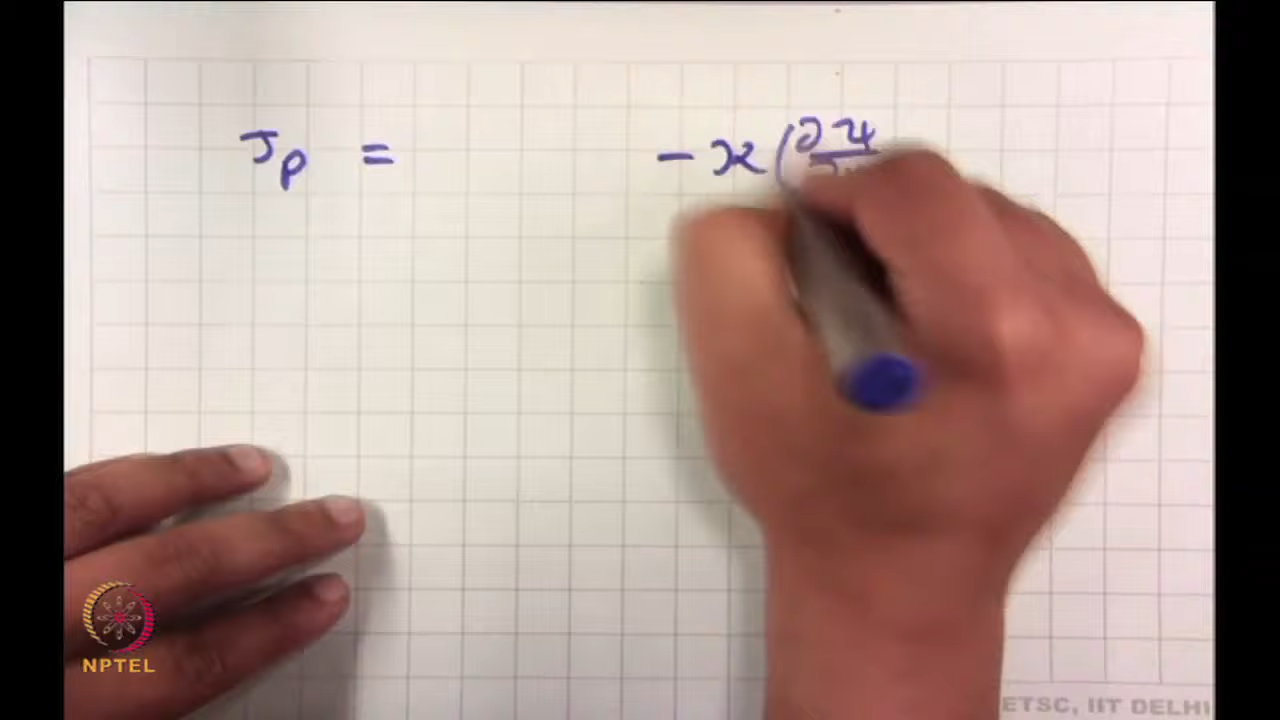 J_p = - x (∂ψ
NPTEL
ETSC, IIT DELHI